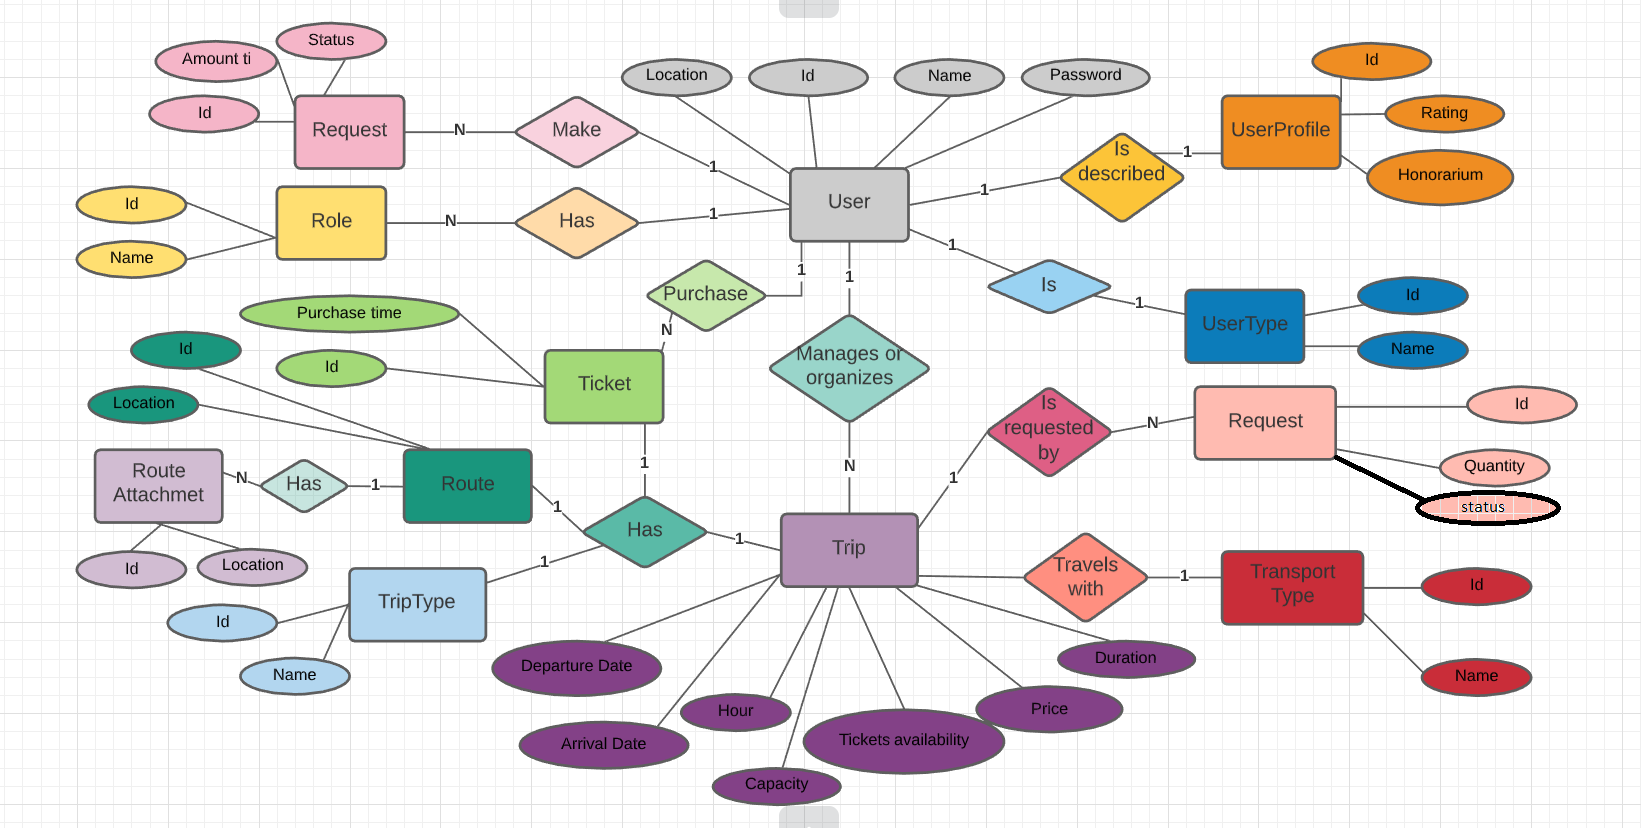 Status
Amount ti
Id
Request
N
Make
1
Location
Id
Name
Password
User
Is
described
1
1
UserProfile
Id
Rating
Honorarium
Id
Name
Role
N
Has
1
Purchase
1
N
1
Manages or
organizes
N
1
Is
1
UserType
Id
Name
Purchase time
Id
Ticket
1
Id
Location
Route
Attachmet
N
Has
1
Route
1
Has
1
1
Id
Location
TripType
Id
Name
Trip
1
Is
requested
by
N
Request
Id
Quantity
status
Travels
with
1
Transport
Type
Id
Name
Departure Date
Arrival Date
Hour
Capacity
Tickets availability
Price
Duration